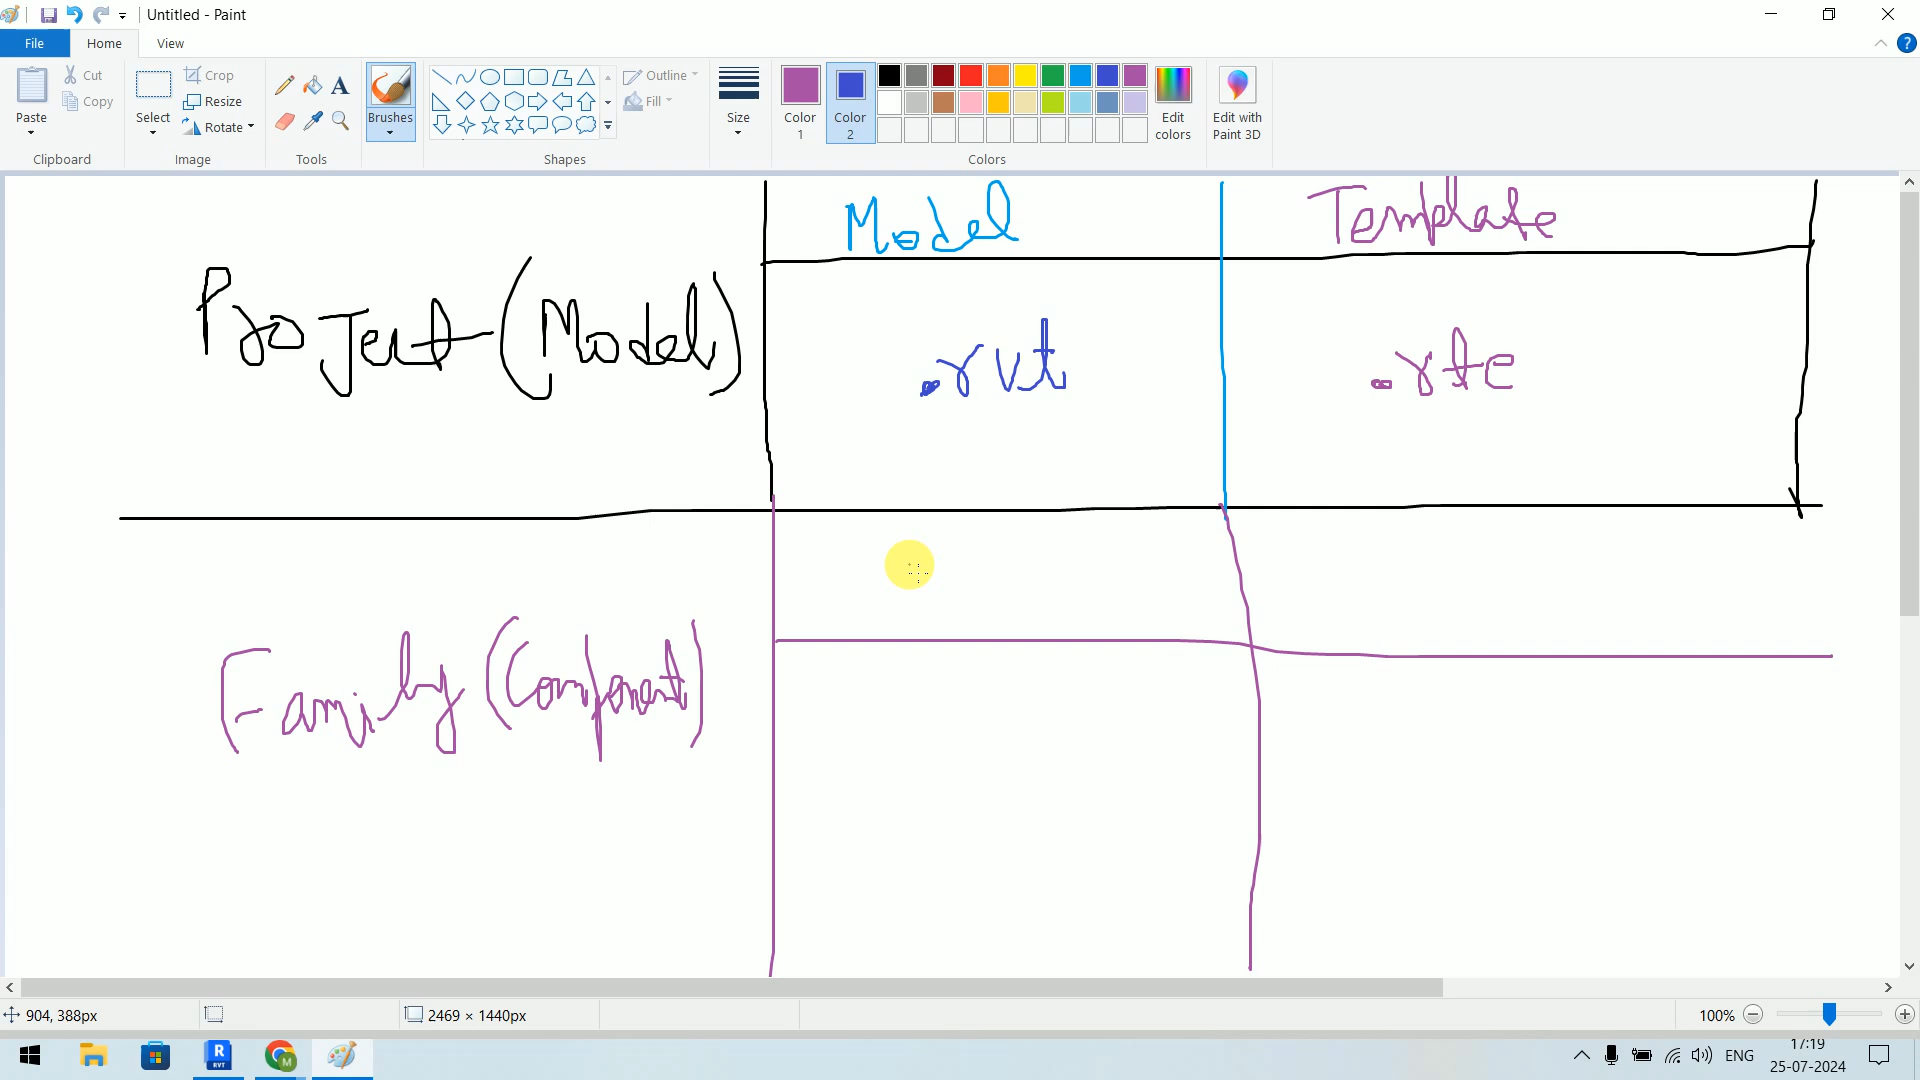 Untitled - Paint
File Home View
Paste Cut Copy Clipboard
Select Crop Resize Rotate Image
Tools
Brushes
Outline Fill Shapes
Size
Color 1 Color 2 Edit colors Colors
Edit with Paint 3D
Model Template
Project (Model) .rvt .rte
Family (Component)
904, 388px 2469 × 1440px 100%
R RVT M ENG 17:19
25-07-2024